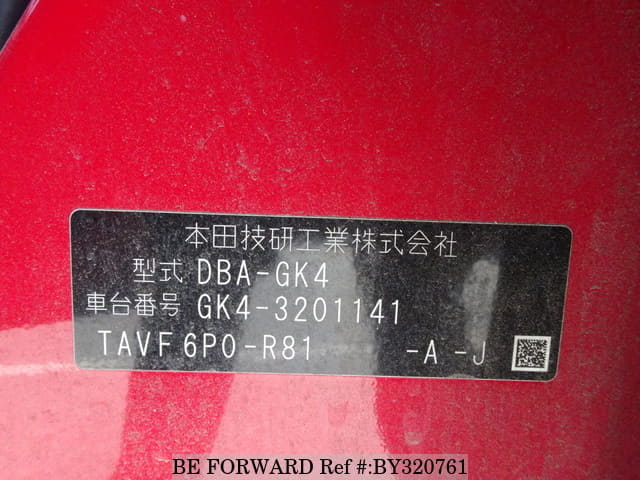 本田技研工業株式会社
型式 DBA-GK4
車台番号 GK4-3201141
TAVF 6P0-R81 -A -J
BE FORWARD Ref #:BY320761